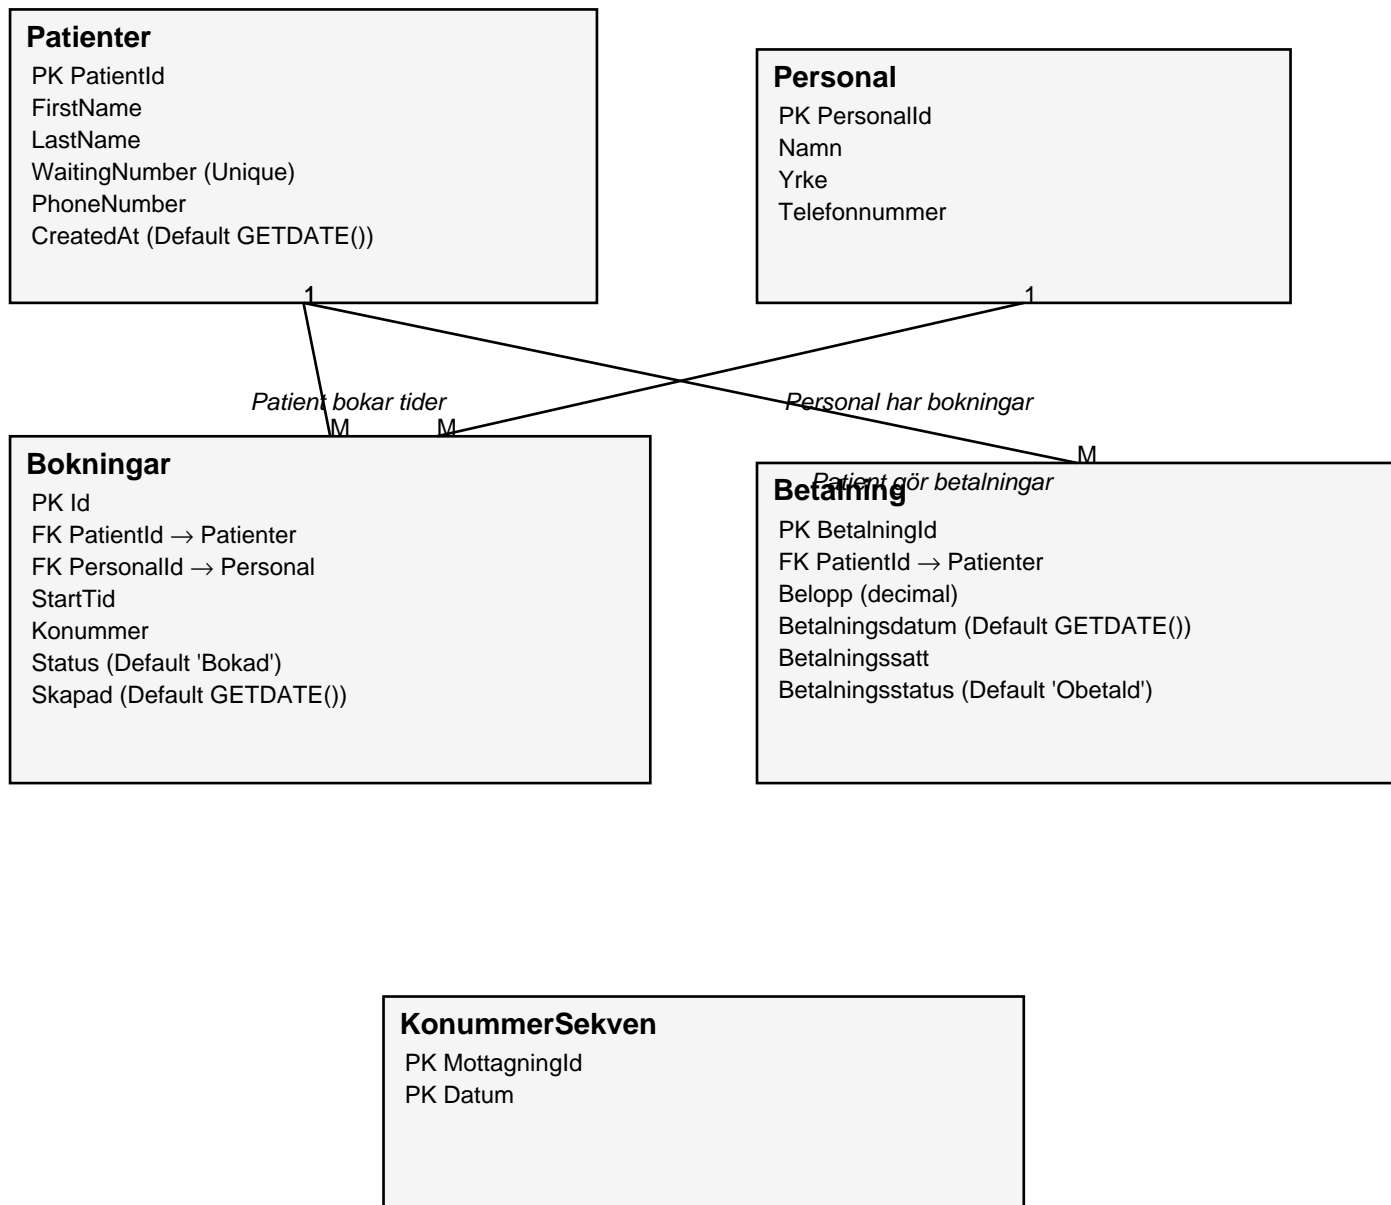 Patienter
PK PatientId
FirstName
LastName
WaitingNumber (Unique)
PhoneNumber
CreatedAt (Default GETDATE())
1
Personal
PK PersonalId
Namn
Yrke
Telefonnummer
1
Patient bokar tider
Personal har bokningar
M
M
M
Patient gör betalningar
Bokningar
PK Id
FK PatientId → Patienter
FK PersonalId → Personal
StartTid
Konummer
Status (Default 'Bokad')
Skapad (Default GETDATE())
Betalning
PK BetalningId
FK PatientId → Patienter
Belopp (decimal)
Betalningsdatum (Default GETDATE())
Betalningssatt
Betalningsstatus (Default 'Obetald')
KonummerSekven
PK MottagningId
PK Datum